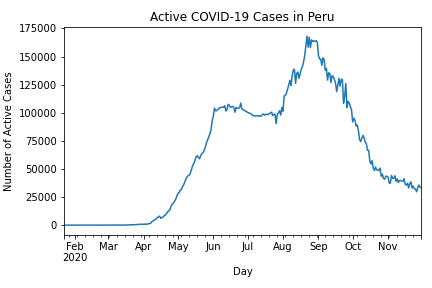 Active COVID-19 Cases in Peru
175000
150000
125000
100000
75000
50000
25000
0
Number of Active Cases
Feb Mar Apr May Jun Jul Aug Sep Oct Nov
2020
Day